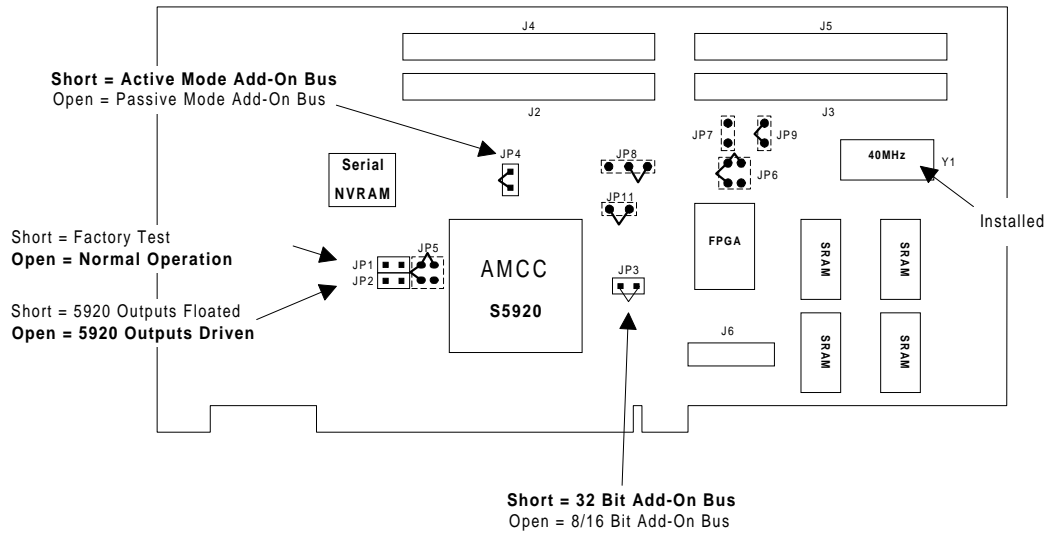 J4
J5
Short = Active Mode Add-On Bus
Open = Passive Mode Add-On Bus
J2
J3
JP7
JP9
JP4
JP8
40MHz
Y1
Serial
NVRAM
JP6
JP11
Installed
Short = Factory Test
Open = Normal Operation
JP1
JP2
JP5
AMCC
S5920
FPGA
SRAM
SRAM
JP3
Short = 5920 Outputs Floated
Open = 5920 Outputs Driven
J6
SRAM
SRAM
Short = 32 Bit Add-On Bus
Open = 8/16 Bit Add-On Bus